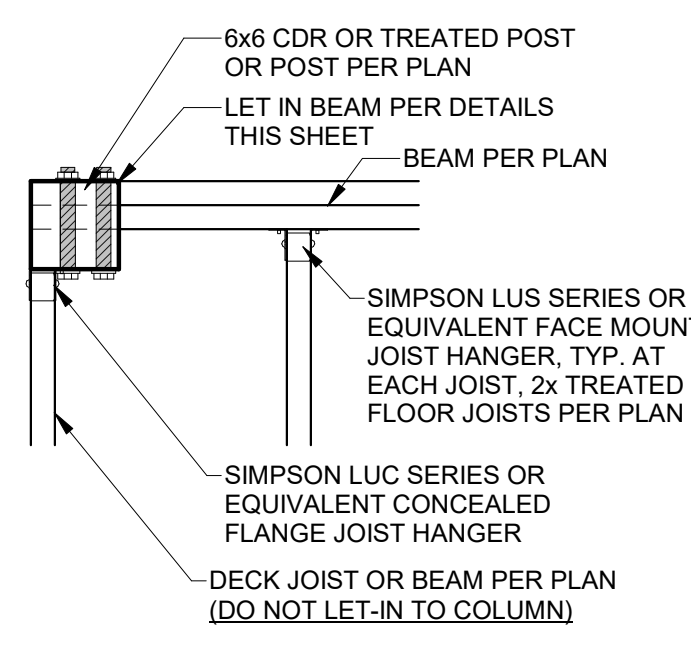 6x6 CDR OR TREATED POST
OR POST PER PLAN
LET IN BEAM PER DETAILS
THIS SHEET
BEAM PER PLAN
SIMPSON LUS SERIES OR
EQUIVALENT FACE MOUNT
JOIST HANGER, TYP. AT
EACH JOIST, 2x TREATED
FLOOR JOISTS PER PLAN
SIMPSON LUC SERIES OR
EQUIVALENT CONCEALED
FLANGE JOIST HANGER
DECK JOIST OR BEAM PER PLAN
(DO NOT LET-IN TO COLUMN)